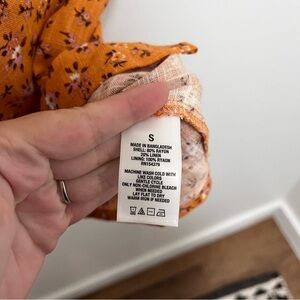 S
MADE IN BANGLADESH
SHELL: 80% RAYON
20% LINEN
LINING: 100% RYAON
RN154379
MACHINE WASH COLD WITH
LIKE COLORS
GENTLE CYCLE
ONLY NON-CHLORINE BLEACH
WHEN NEEDED
LAY FLAT TO DRY
WARM IRON IF NEEDED